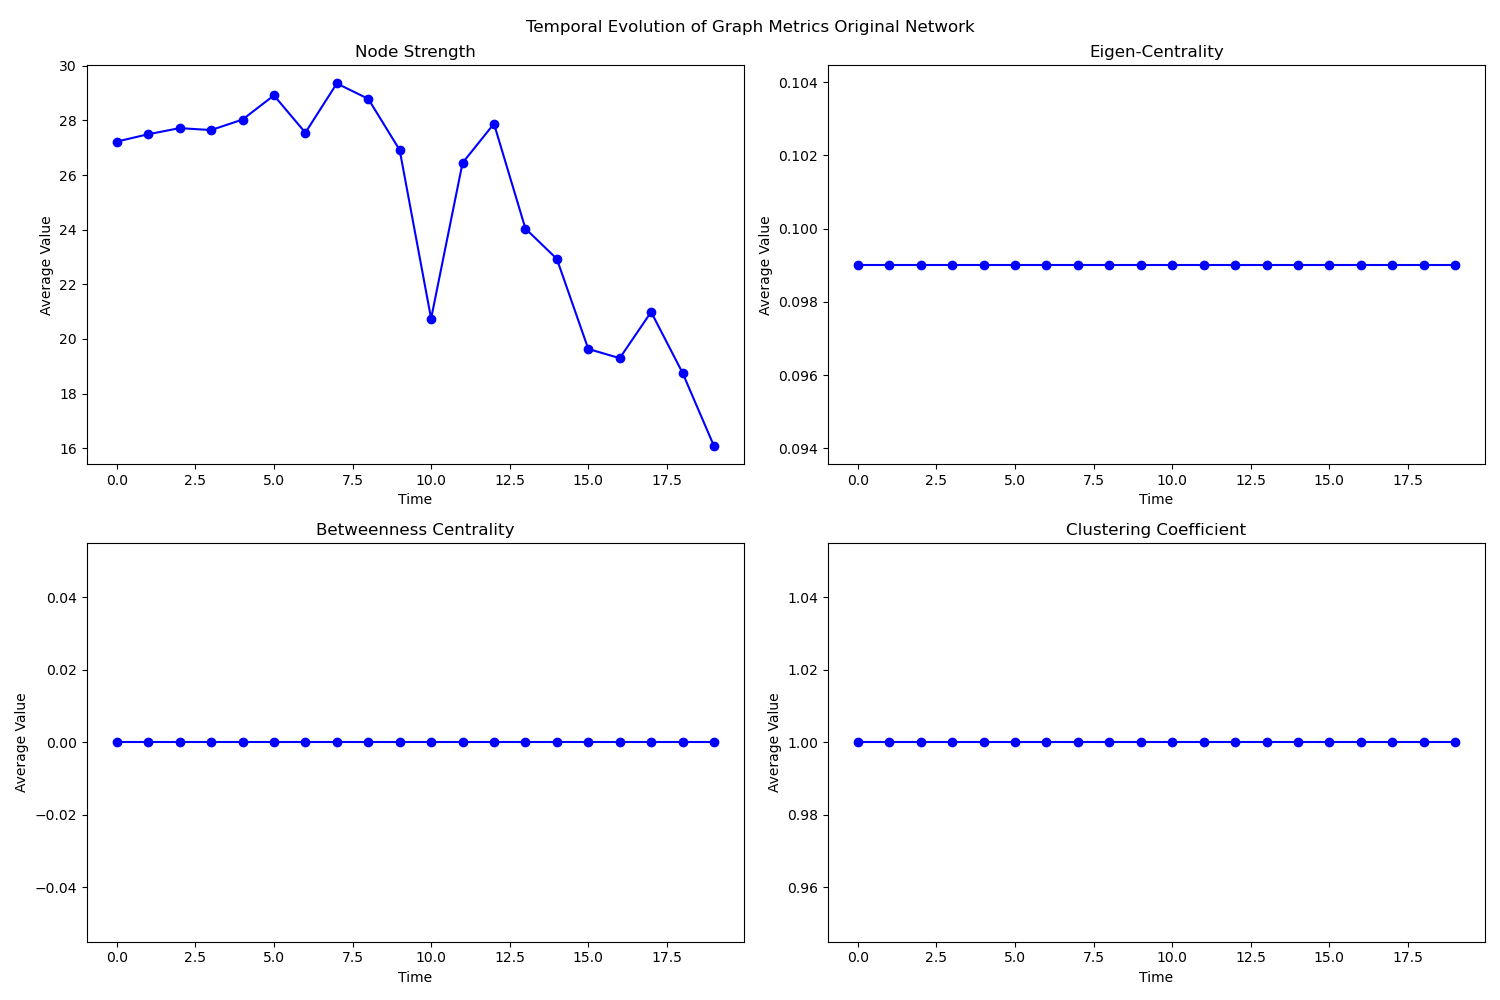 Temporal Evolution of Graph Metrics Original Network
Node Strength
30
28
26
24
22
20
18
16
Average Value
0.0 2.5 5.0 7.5 10.0 12.5 15.0 17.5
Time
Eigen-Centrality
0.104
0.102
0.100
0.098
0.096
0.094
Average Value
0.0 2.5 5.0 7.5 10.0 12.5 15.0 17.5
Time
Betweenness Centrality
0.04
0.02
0.00
−0.02
−0.04
Average Value
0.0 2.5 5.0 7.5 10.0 12.5 15.0 17.5
Time
Clustering Coefficient
1.04
1.02
1.00
0.98
0.96
Average Value
0.0 2.5 5.0 7.5 10.0 12.5 15.0 17.5
Time